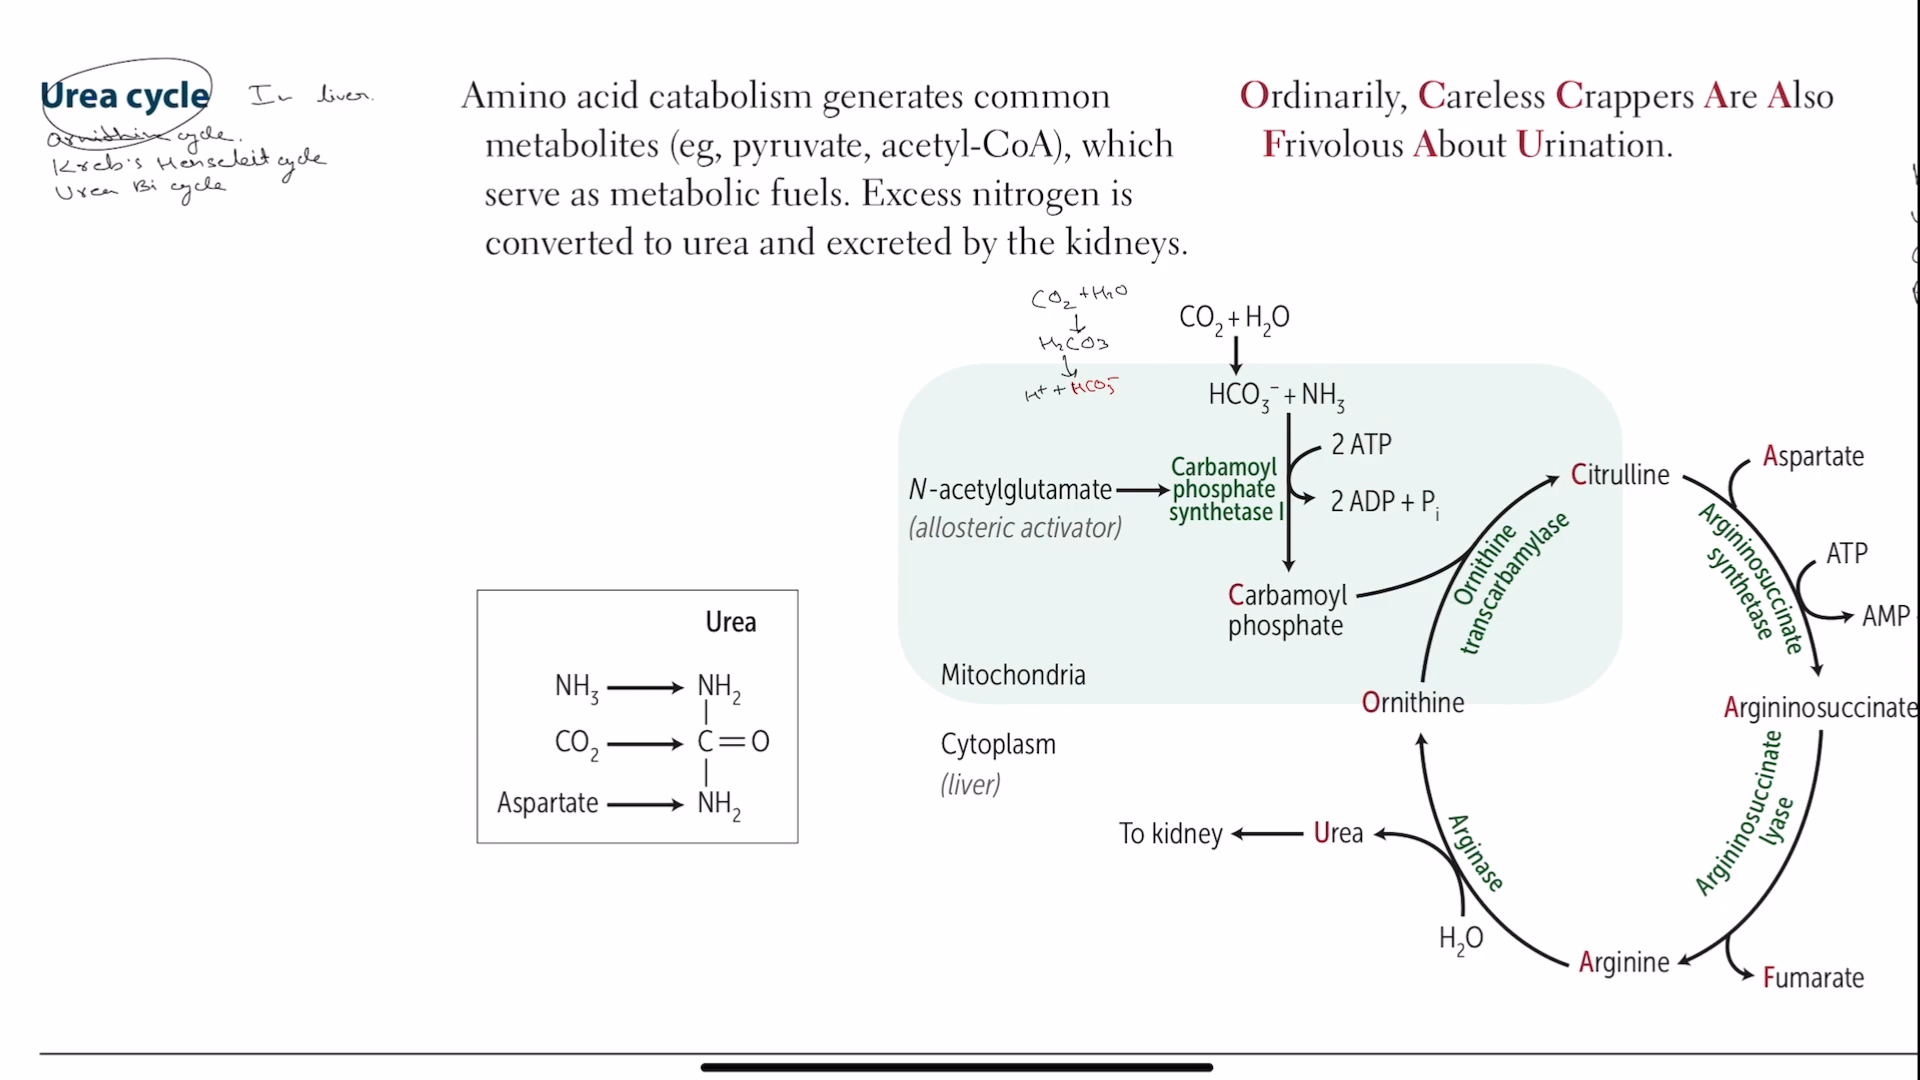 Urea cycle In liver.
ornithin cycle.
Kreb's Henseleit cycle
Urea Bi cycle
Amino acid catabolism generates common
metabolites (eg, pyruvate, acetyl-CoA), which
serve as metabolic fuels. Excess nitrogen is
converted to urea and excreted by the kidneys.
Ordinarily, Careless Crappers Are Also
Frivolous About Urination.
CO2 + H2O
H2CO3
H+ + HCO3-
CO2 + H2O
HCO3− + NH3
2 ATP
N-acetylglutamate
(allosteric activator)
Carbamoyl
phosphate
synthetase I
2 ADP + Pi
Carbamoyl
phosphate
Ornithine
transcarbamylase
Citrulline
Aspartate
Argininosuccinate
synthetase
ATP
AMP
Mitochondria
Ornithine
Argininosuccinate
Cytoplasm
(liver)
Argininosuccinate
lyase
To kidney
Urea
Arginase
H2O
Arginine
Fumarate
Urea
NH3 NH2
CO2 C=O
Aspartate NH2